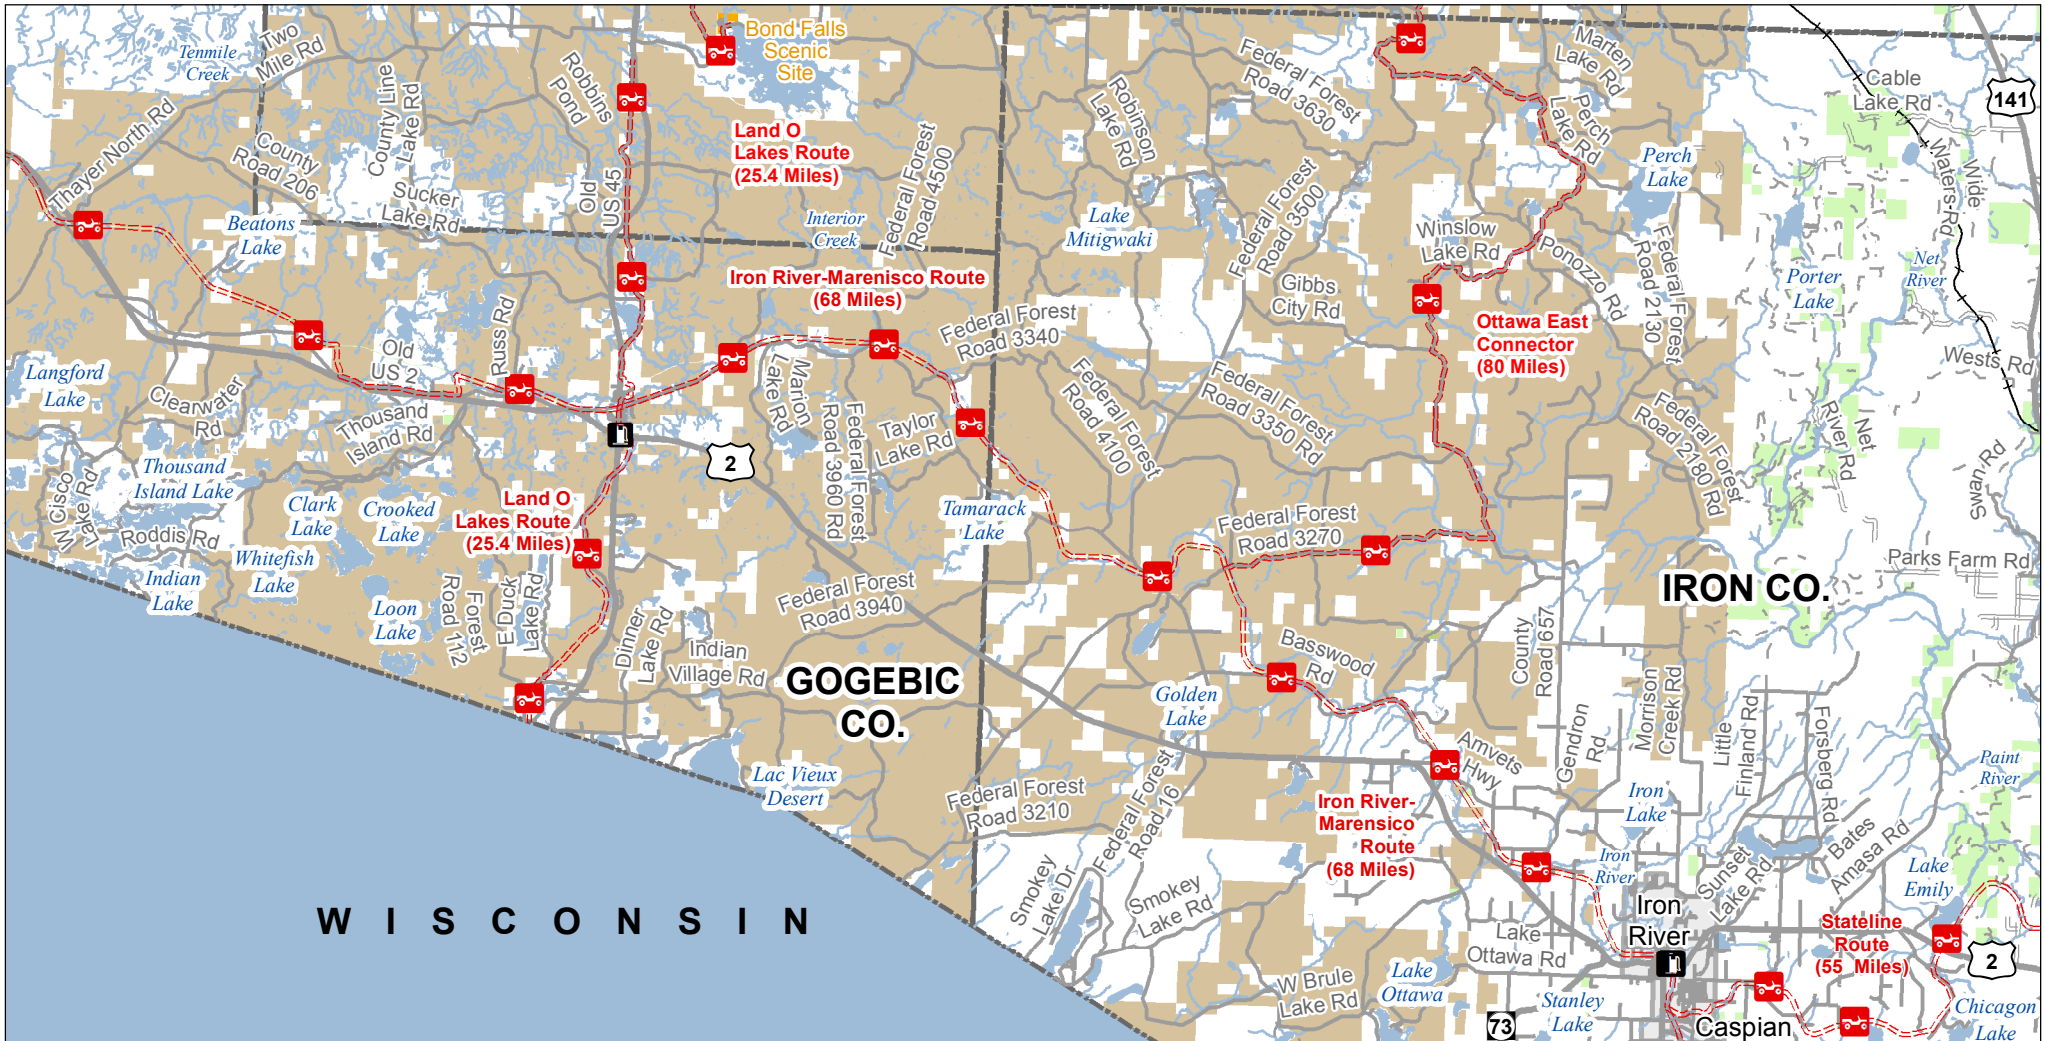 Tenmile
Creek
Two
Mile Rd
Thayer North Rd
County
Road 206
County Line
Lake Rd
Sucker
Lake Rd
Beatons
Lake
Robbins
Pond
Old
US 45
Bond Falls
Scenic
Site
Land O
Lakes Route
(25.4 Miles)
Federal Forest
Road 4500
Interior
Creek
Iron River-Marenisco Route
(68 Miles)
Robinson
Lake Rd
Lake
Mitigwaki
Federal Forest
Road 3630
Federal Forest
Road 3500
Gibbs
City Rd
Marten
Lake Rd
Perch
Lake Rd
Perch
Lake
Winslow
Lake Rd
Ponozzo Rd
Federal Forest
Road 2130
Ottawa East
Connector
(80 Miles)
Cable
Lake Rd
141
Wide
Waters Rd
Porter
Lake
Net
River
Wests Rd
Net
River Rd
Swan Rd
Parks Farm Rd
Langford
Lake
Clearwater
Rd
Old
US 2
Russ Rd
Thousand
Island Rd
Thousand
Island Lake
W Cisco
Lake Rd
Roddis Rd
Indian
Lake
Whitefish
Lake
Clark
Lake
Crooked
Lake
Loon
Lake
Land O
Lakes Route
(25.4 Miles)
Forest
Road 112
E Duck
Lake Rd
Dinner
Lake Rd
Indian
Village Rd
2
Marion
Lake Rd
Federal Forest
Road 3960 Rd
Taylor
Lake Rd
Federal Forest
Road 3340
Federal Forest
Road 4100
Federal Forest
Road 3350 Rd
Tamarack
Lake
Federal Forest
Road 3270
Federal Forest
Road 3940
Federal Forest
Road 2180 Rd
GOGEBIC
CO.
IRON CO.
Lac Vieux
Desert
Golden
Lake
Basswood
Rd
County
Road 657
Gendron
Rd
Morrison
Creek Rd
Little
Finland Rd
Forsberg Rd
Amvets
Hwy
Federal Forest
Road 3210
Federal Forest
Road 16
Iron River-
Marensico
Route
(68 Miles)
Iron
Lake
Iron
River
Sunset
Lake Rd
Bates
Amasa Rd
Paint
River
Lake
Emily
Smokey
Lake Dr
Smokey
Lake Rd
Lake
Ottawa Rd
W Brule
Lake Rd
Lake
Ottawa
Iron
River
Stateline
Route
(55 Miles)
2
Stanley
Lake
73
Caspian
Chicagon
Lake
WISCONSIN